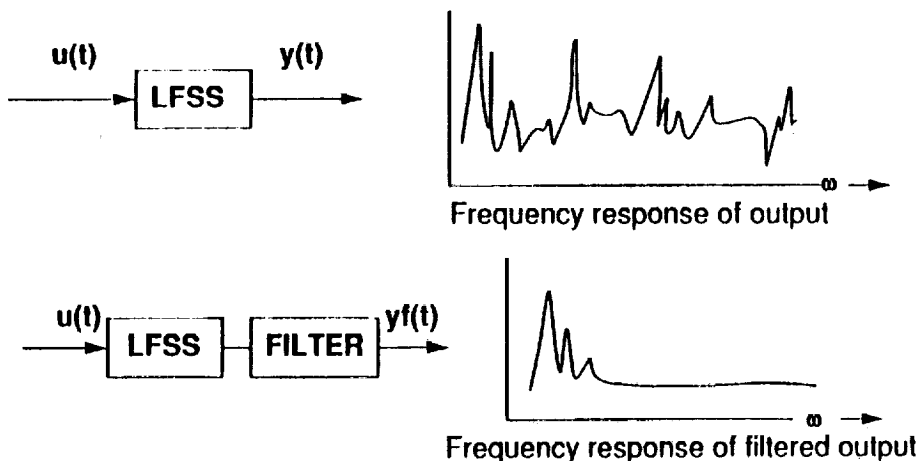 u(t) y(t)
LFSS
ω
Frequency response of output
u(t) yf(t)
LFSS FILTER
ω
Frequency response of filtered output